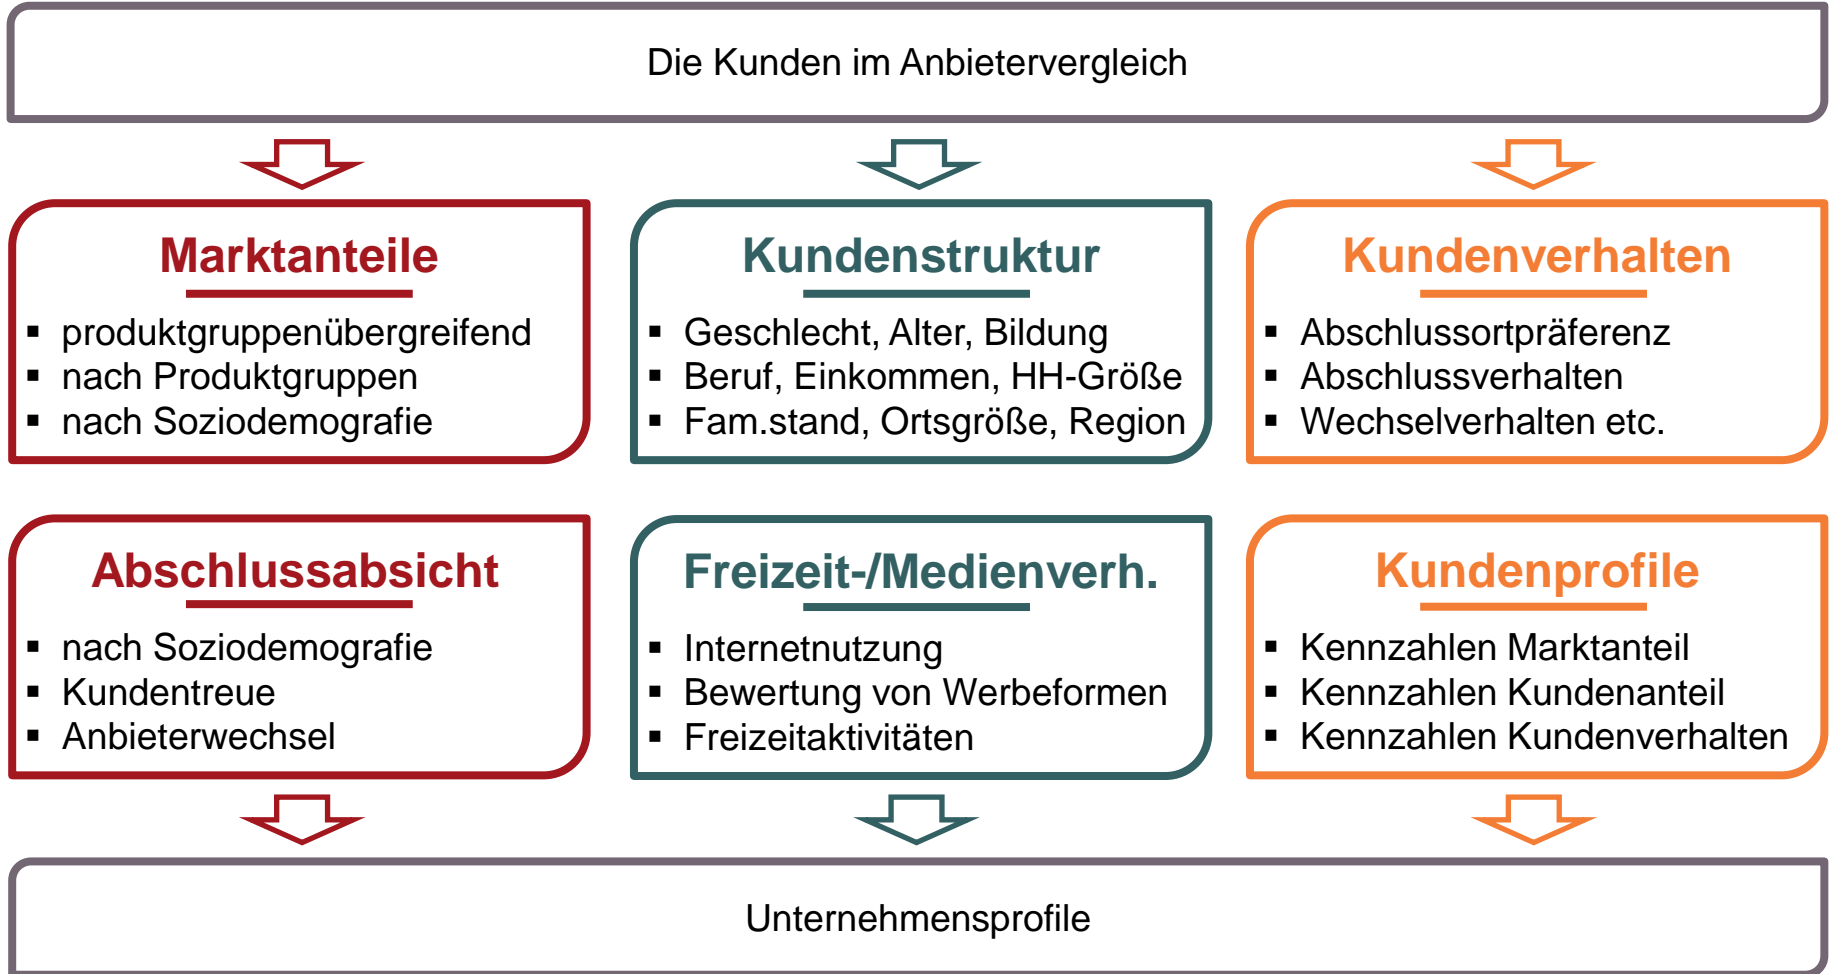 Die Kunden im Anbietervergleich
Marktanteile
▪ produktgruppenübergreifend
▪ nach Produktgruppen
▪ nach Soziodemografie
Kundenstruktur
▪ Geschlecht, Alter, Bildung
▪ Beruf, Einkommen, HH-Größe
▪ Fam.stand, Ortsgröße, Region
Kundenverhalten
▪ Abschlussortpräferenz
▪ Abschlussverhalten
▪ Wechselverhalten etc.
Abschlussabsicht
▪ nach Soziodemografie
▪ Kundentreue
▪ Anbieterwechsel
Freizeit-/Medienverh.
▪ Internetnutzung
▪ Bewertung von Werbeformen
▪ Freizeitaktivitäten
Kundenprofile
▪ Kennzahlen Marktanteil
▪ Kennzahlen Kundenanteil
▪ Kennzahlen Kundenverhalten
Unternehmensprofile